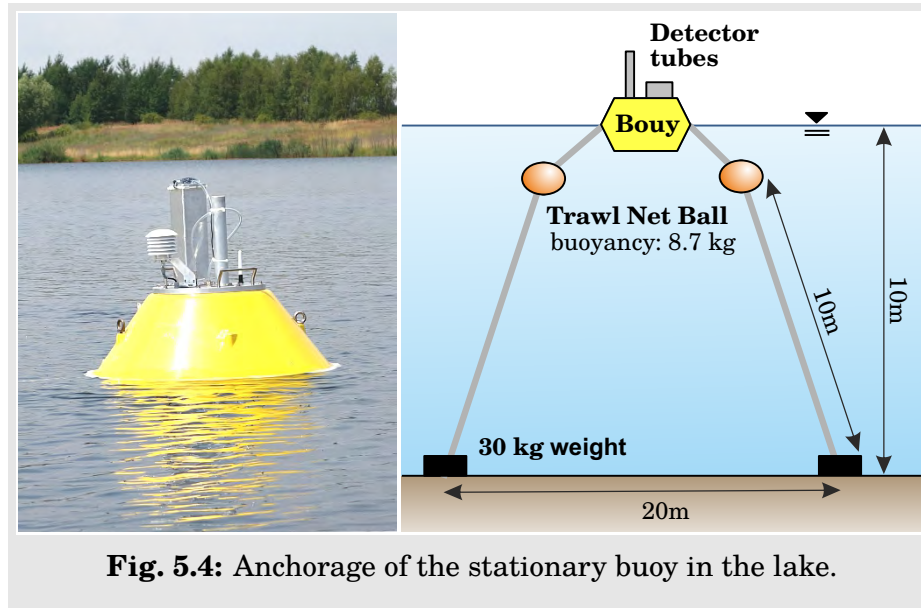 Detector
tubes
Bouy
Trawl Net Ball
buoyancy: 8.7 kg
10m
10m
30 kg weight
20m
Fig. 5.4: Anchorage of the stationary buoy in the lake.